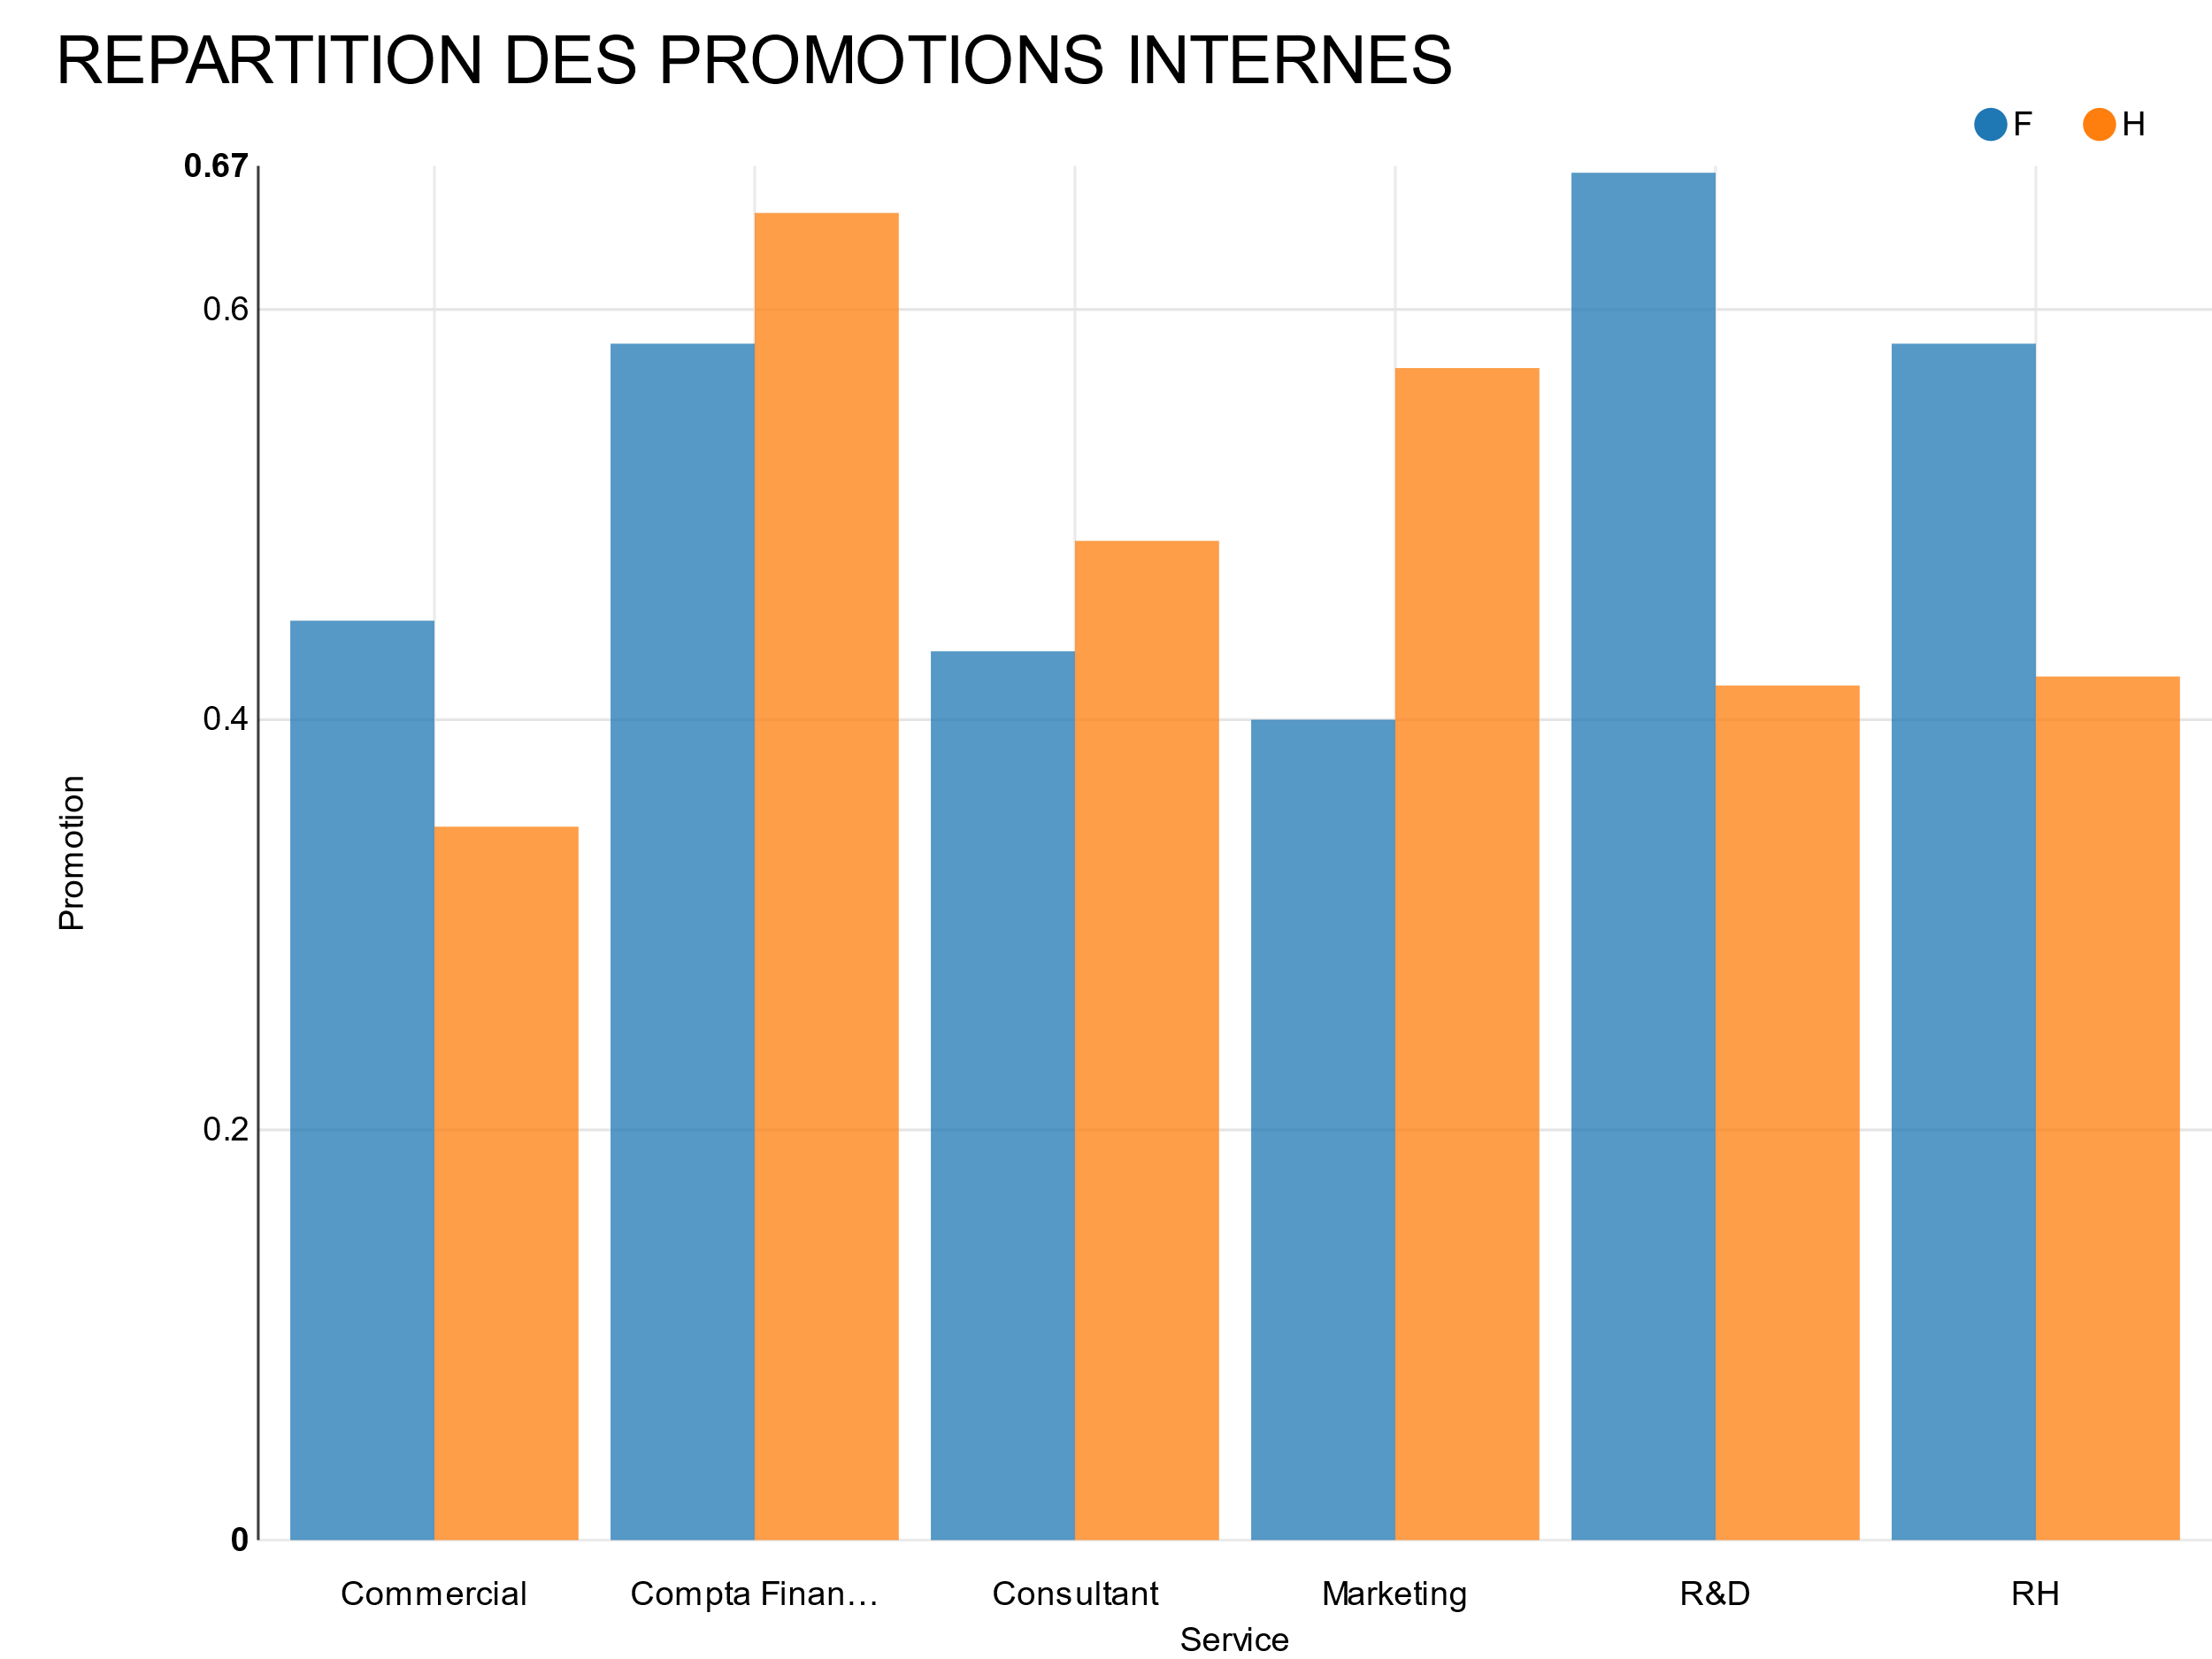 REPARTITION DES PROMOTIONS INTERNES
F H
0.67
0.6
0.4
0.2
0
Promotion
Commercial Compta Finan... Consultant Marketing R&D RH
Service